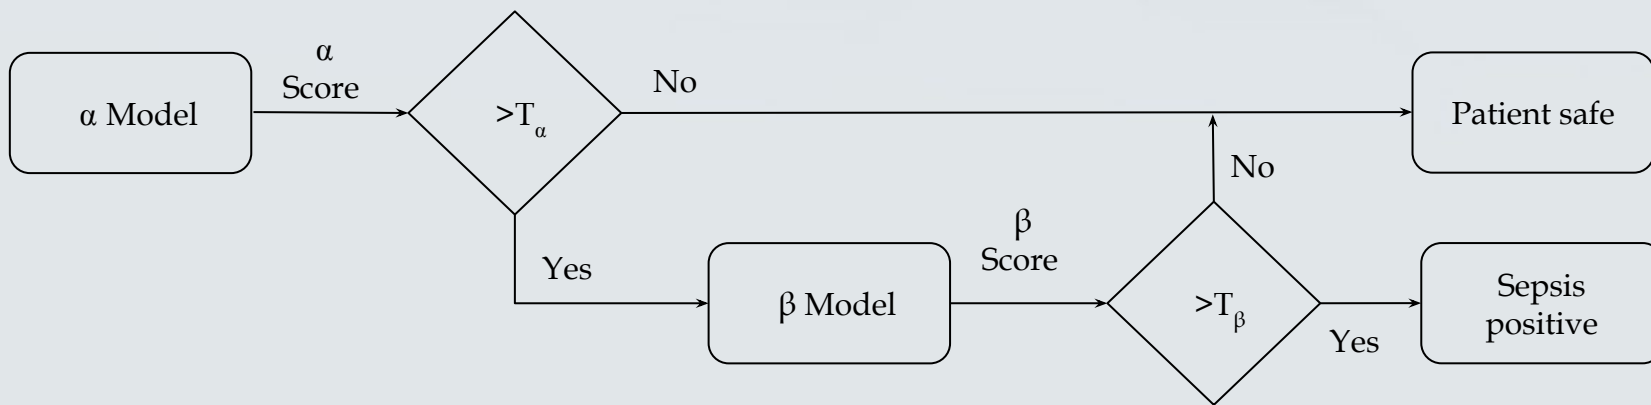 α
Score
α Model
>Tα
No
Patient safe
No
Yes
β
Score
β Model
>Tβ
Yes
Sepsis
positive